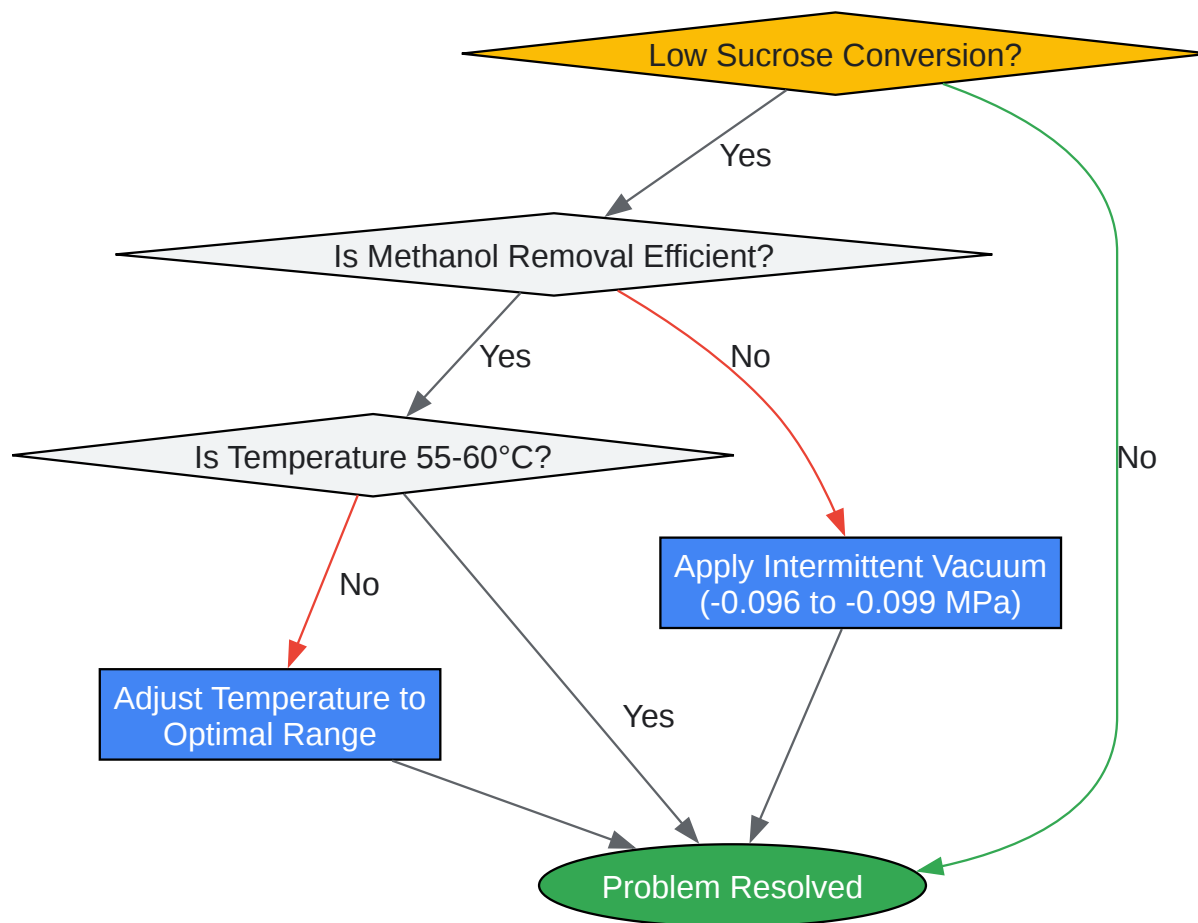 Low Sucrose Conversion?
Yes
Is Methanol Removal Efficient?
Yes
No
Is Temperature 55-60°C?
No
No
Apply Intermittent Vacuum
(-0.096 to -0.099 MPa)
Adjust Temperature to
Optimal Range
Yes
Problem Resolved